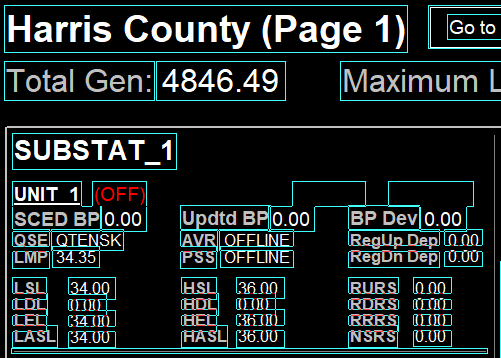 Harris County (Page 1) Go to
Total Gen: 4846.49 Maximum L
SUBSTAT_1
UNIT 1 (OFF)
SCED BP 0.00 Updtd BP 0.00 BP Dev 0.00
QSE QTENSK AVR OFFLINE RegUp Dep 0.00
LMP 34.35 PSS OFFLINE RegDn Dep 0.00
LSL 34.00 HSL 36.00 RURS 0.00
LDL 0.00 HDL 0.00 RDRS 0.00
LEL 34.00 HEL 36.00 RRRS 0.00
LASL 34.00 HASL 36.00 NSRS 0.00